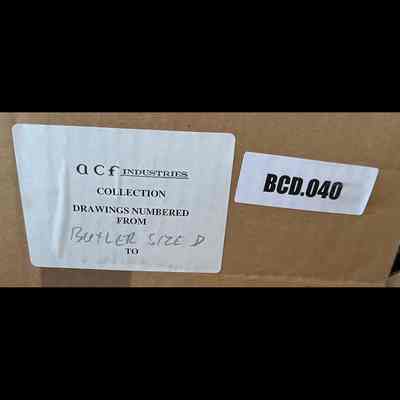 acf INDUSTRIES
COLLECTION
DRAWINGS NUMBERED
FROM
BUTLER SIZE D
TO
BCD.040